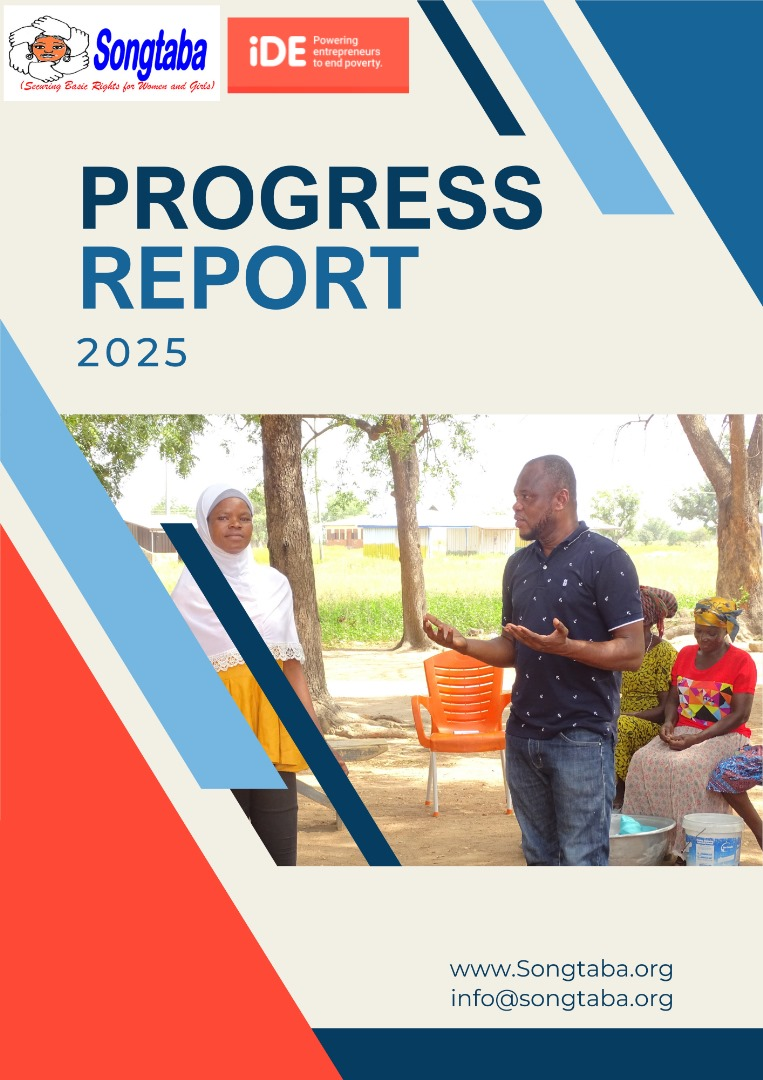 Songtaba
(Securing Basic Rights for Women and Girls)
iDE
Powering
entrepreneurs
to end poverty.
PROGRESS
REPORT
2025
www.Songtaba.org
info@songtaba.org